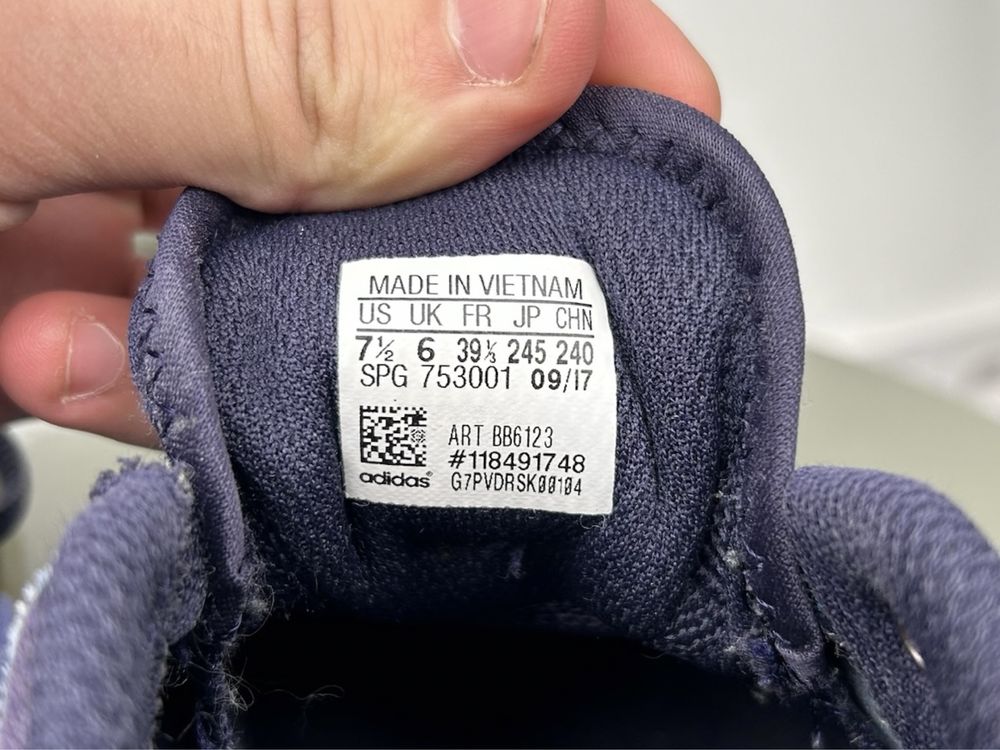 MADE IN VIETNAM
US UK FR JP CHN
7½ 6 39⅓ 245 240
SPG 753001 09/17
ART BB6123
#118491748
adidas®
G7PVDRSK00104